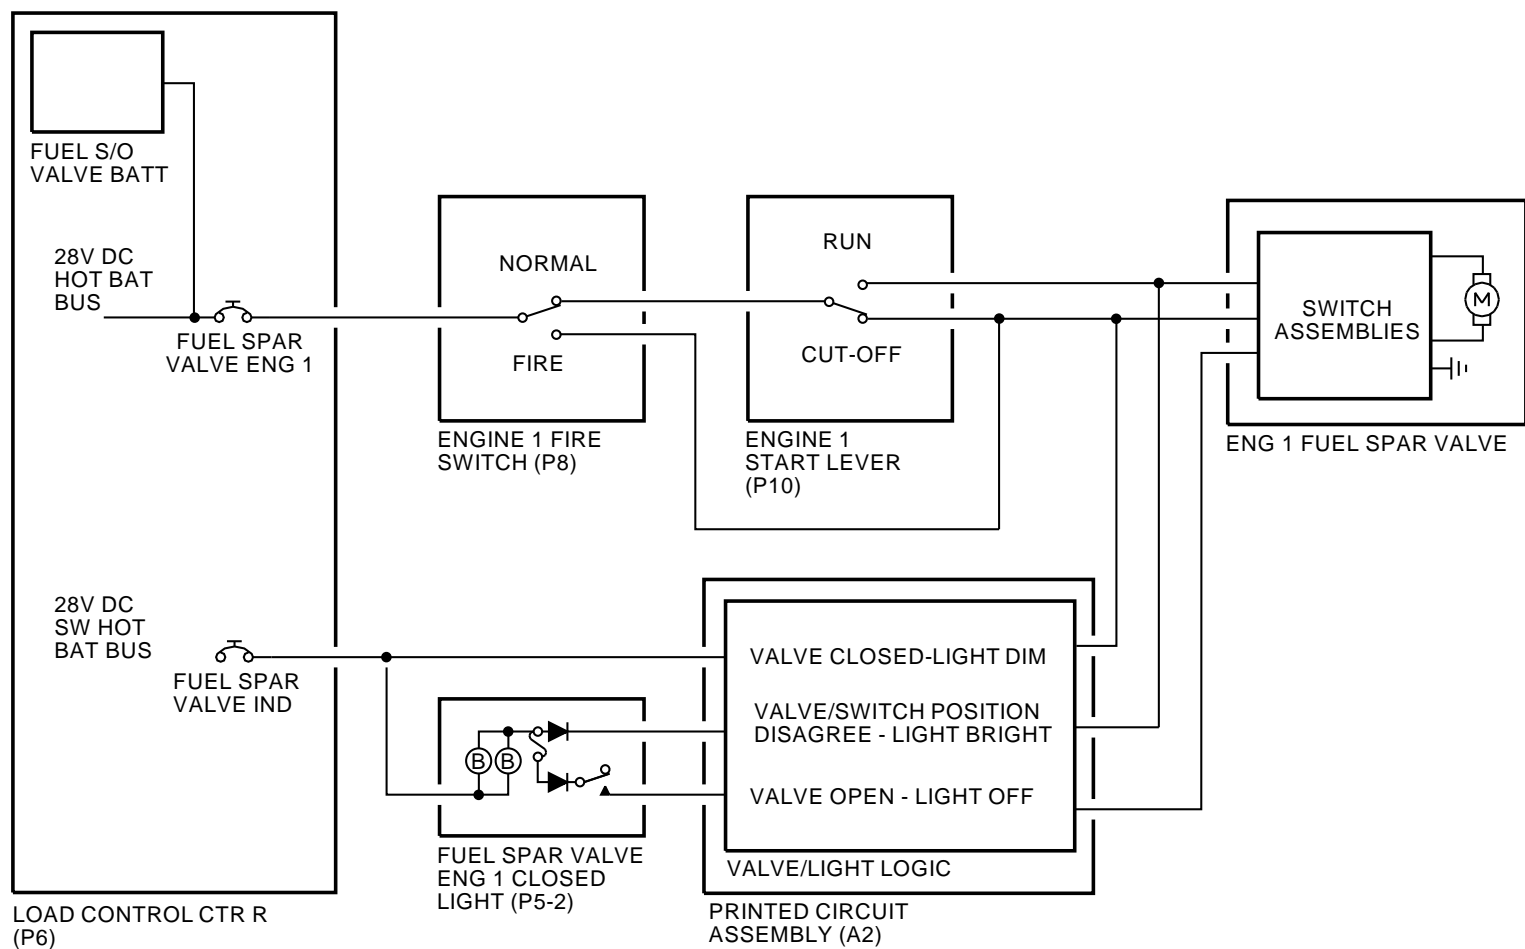 FUEL S/O
VALVE BATT
28V DC
HOT BAT
BUS
FUEL SPAR
VALVE ENG 1
NORMAL
FIRE
ENGINE 1 FIRE
SWITCH (P8)
RUN
CUT-OFF
ENGINE 1
START LEVER
(P10)
SWITCH
ASSEMBLIES
M
ENG 1 FUEL SPAR VALVE
28V DC
SW HOT
BAT BUS
FUEL SPAR
VALVE IND
B B
FUEL SPAR VALVE
ENG 1 CLOSED
LIGHT (P5-2)
VALVE CLOSED-LIGHT DIM
VALVE/SWITCH POSITION
DISAGREE - LIGHT BRIGHT
VALVE OPEN - LIGHT OFF
VALVE/LIGHT LOGIC
PRINTED CIRCUIT
ASSEMBLY (A2)
LOAD CONTROL CTR R
(P6)